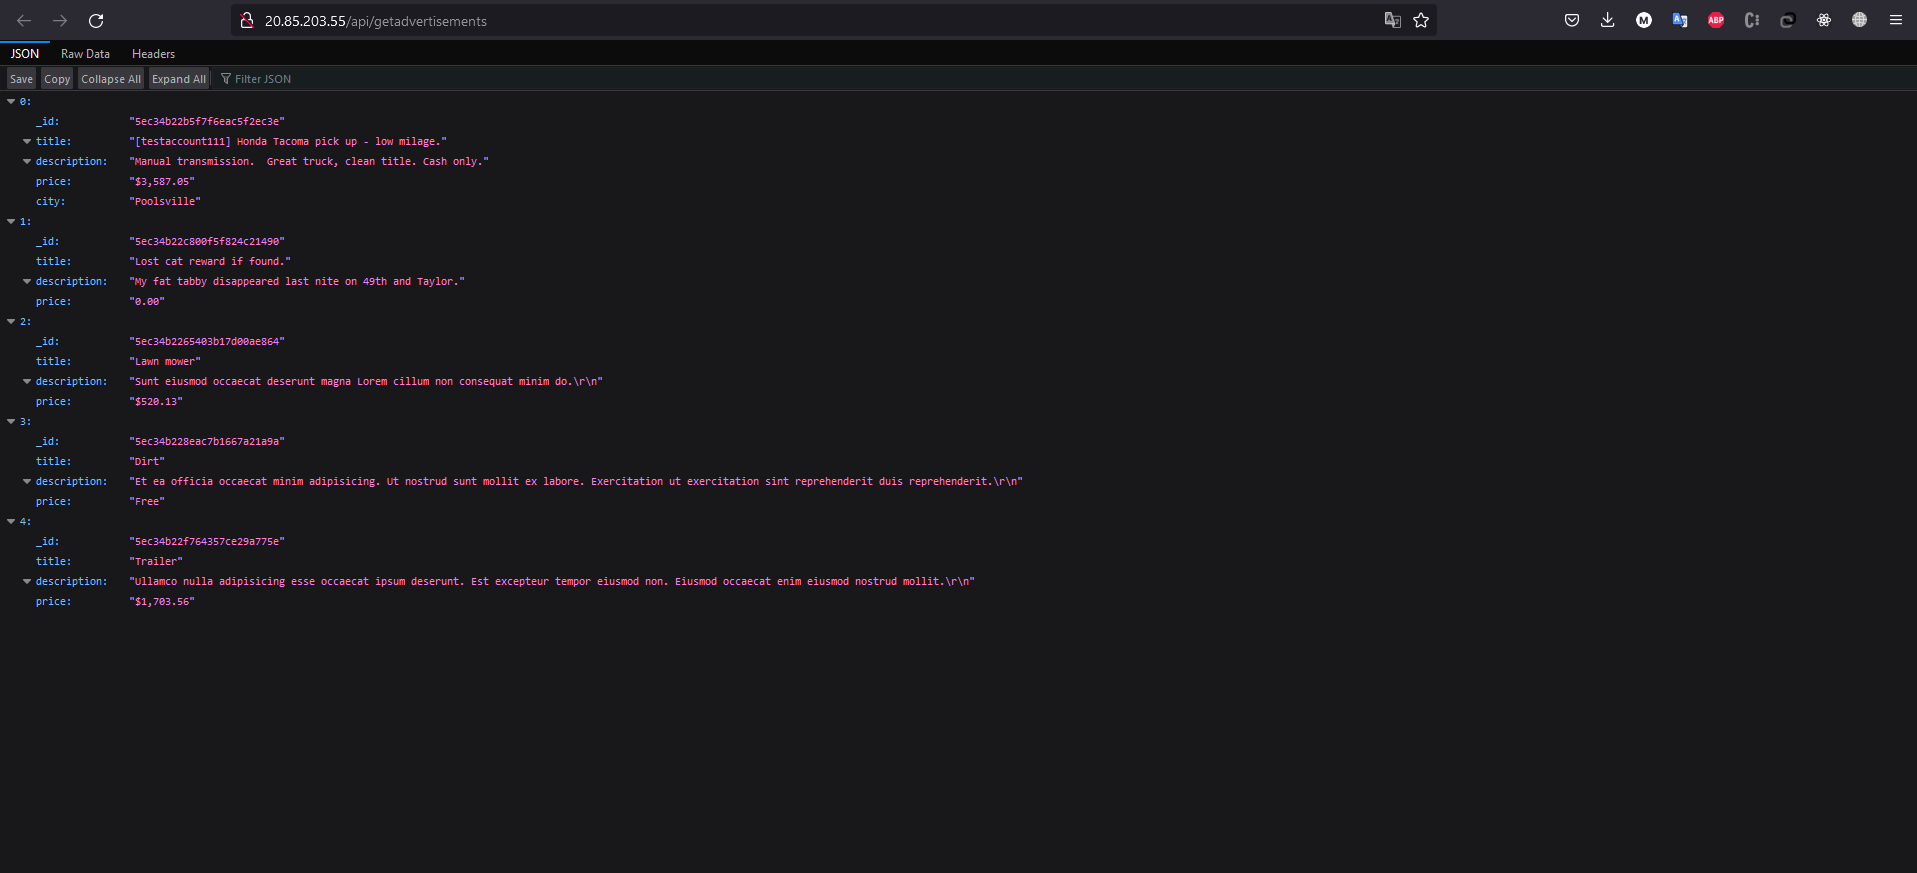 20.85.203.55/api/getadvertisements
ABP
JSON Raw Data Headers
Save Copy Collapse All Expand All Filter JSON
0:
_id: "5ec34b22b5f7f6eac5f2ec3e"
title: "[testaccount111] Honda Tacoma pick up - low milage."
description: "Manual transmission.  Great truck, clean title. Cash only."
price: "$3,587.05"
city: "Poolsville"
1:
_id: "5ec34b22c800f5f824c21490"
title: "Lost cat reward if found."
description: "My fat tabby disappeared last nite on 49th and Taylor."
price: "0.00"
2:
_id: "5ec34b2265403b17d00ae864"
title: "Lawn mower"
description: "Sunt eiusmod occaecat deserunt magna Lorem cillum non consequat minim do.\r\n"
price: "$520.13"
3:
_id: "5ec34b228eac7b1667a21a9a"
title: "Dirt"
description: "Et ea officia occaecat minim adipisicing. Ut nostrud sunt mollit ex labore. Exercitation ut exercitation sint reprehenderit duis reprehenderit.\r\n"
price: "Free"
4:
_id: "5ec34b22f764357ce29a775e"
title: "Trailer"
description: "Ullamco nulla adipisicing esse occaecat ipsum deserunt. Est excepteur tempor eiusmod non. Eiusmod occaecat enim eiusmod nostrud mollit.\r\n"
price: "$1,703.56"